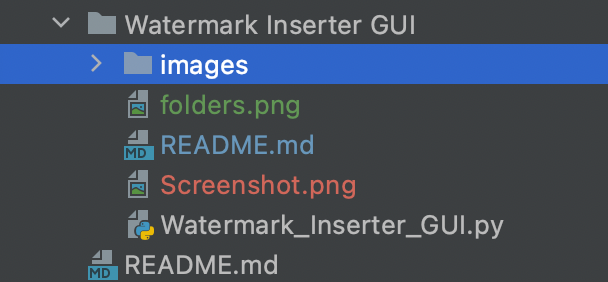 Watermark Inserter GUI
images
folders.png
MD README.md
Screenshot.png
Watermark_Inserter_GUI.py
MD README.md